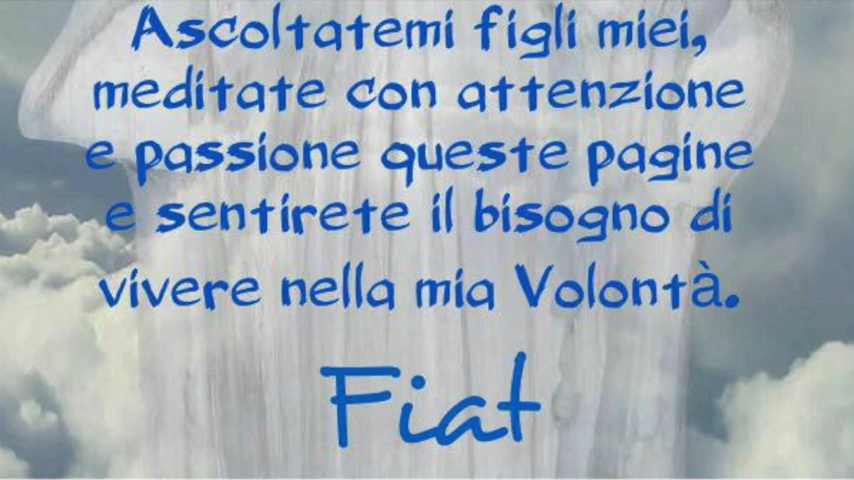 Ascoltatemi figli miei,
meditate con attenzione
e passione queste pagine
e sentirete il bisogno di
vivere nella mia Volontà.
Fiat